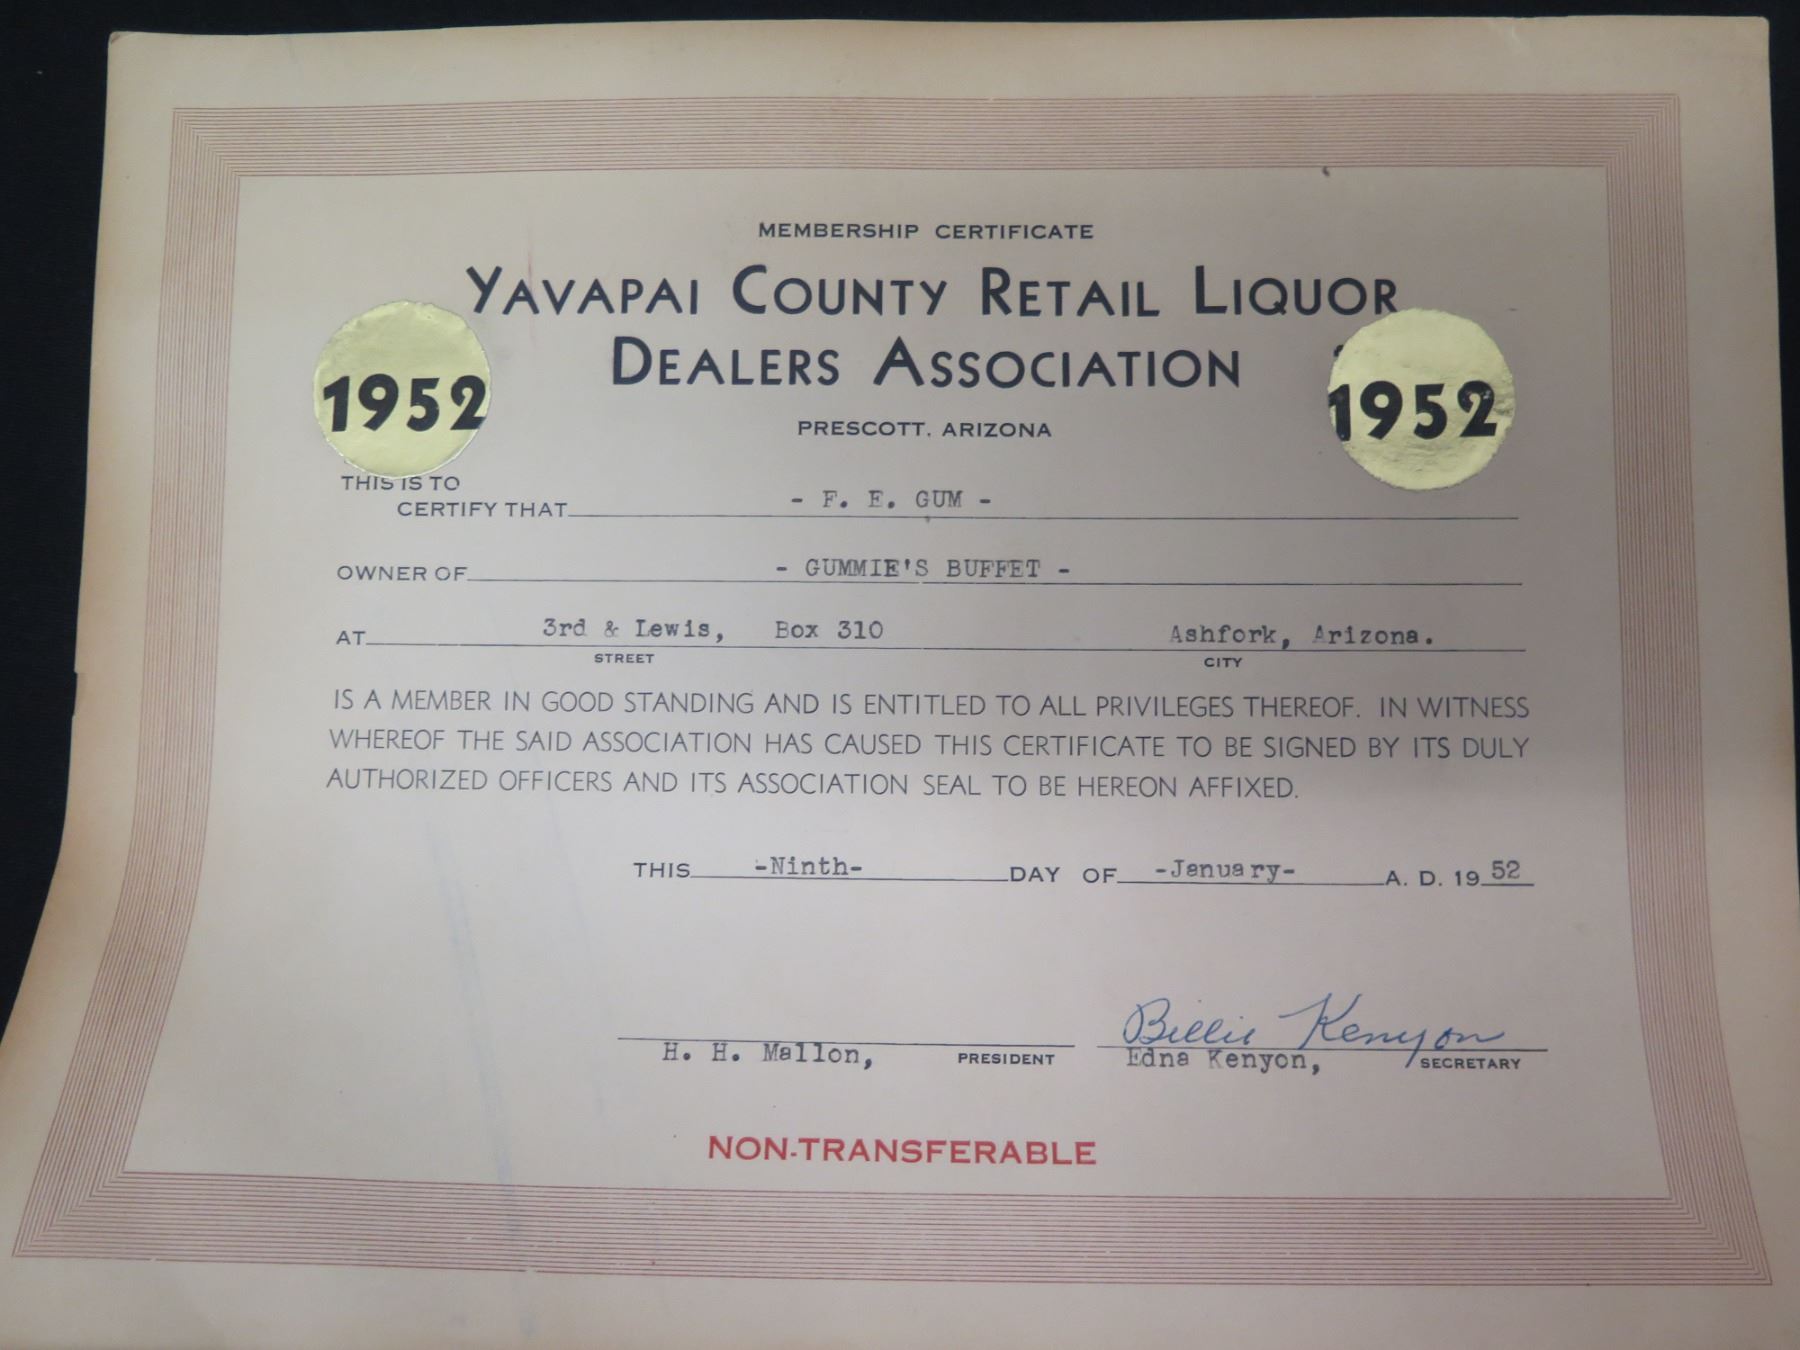 MEMBERSHIP CERTIFICATE
YAVAPAI COUNTY RETAIL LIQUOR
DEALERS ASSOCIATION
1952
1952
PRESCOTT, ARIZONA
THIS IS TO
CERTIFY THAT - F. E. GUM -
OWNER OF - GUMMIE'S BUFFET -
AT 3rd & Lewis, Box 310 Ashfork, Arizona.
STREET CITY
IS A MEMBER IN GOOD STANDING AND IS ENTITLED TO ALL PRIVILEGES THEREOF. IN WITNESS
WHEREOF THE SAID ASSOCIATION HAS CAUSED THIS CERTIFICATE TO BE SIGNED BY ITS DULY
AUTHORIZED OFFICERS AND ITS ASSOCIATION SEAL TO BE HEREON AFFIXED.
THIS -Ninth- DAY OF -January- A. D. 19 52
Billie Kenyon
H. H. Mallon, PRESIDENT Edna Kenyon, SECRETARY
NON-TRANSFERABLE